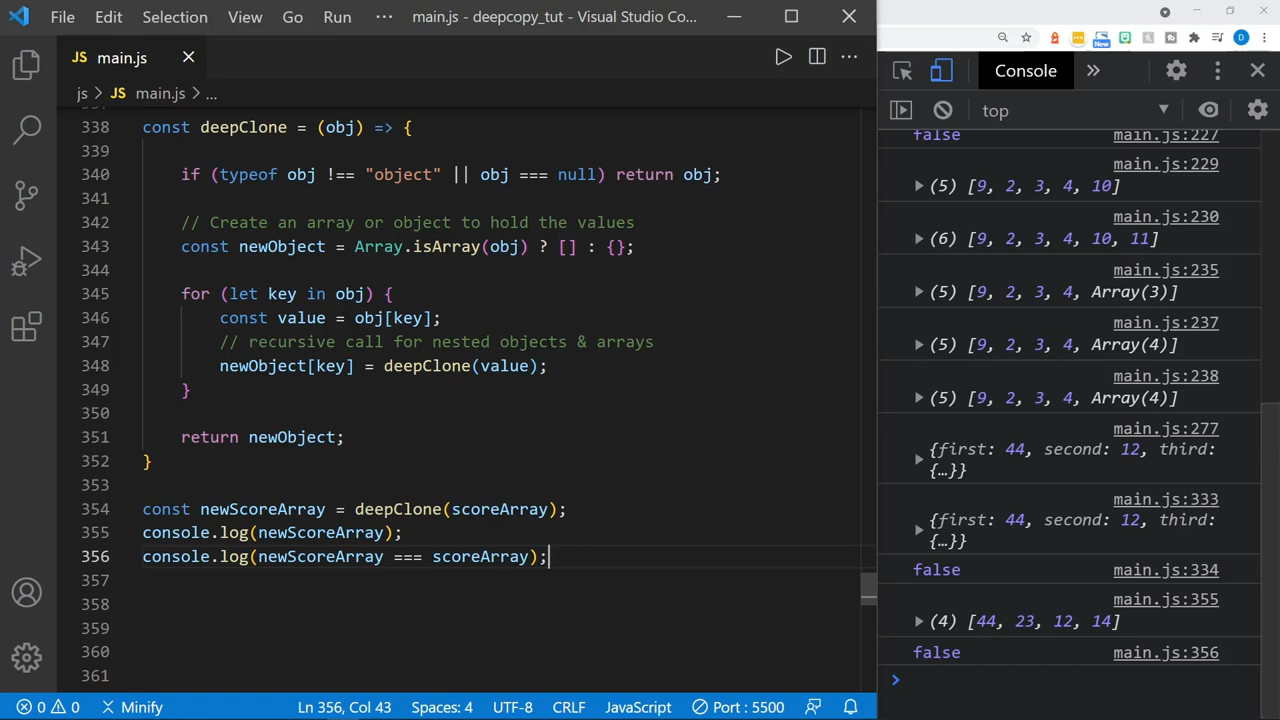 File Edit Selection View Go Run ··· main.js - deepcopy_tut - Visual Studio Co...
JS main.js
js > JS main.js > ...
338 const deepClone = (obj) => {
339
340 if (typeof obj !== "object" || obj === null) return obj;
341
342 // Create an array or object to hold the values
343 const newObject = Array.isArray(obj) ? [] : {};
344
345 for (let key in obj) {
346 const value = obj[key];
347 // recursive call for nested objects & arrays
348 newObject[key] = deepClone(value);
349 }
350
351 return newObject;
352 }
353
354 const newScoreArray = deepClone(scoreArray);
355 console.log(newScoreArray);
356 console.log(newScoreArray === scoreArray);
357
358
359
360
361
0 0 Minify Ln 356, Col 43 Spaces: 4 UTF-8 CRLF JavaScript Port : 5500
New D
Console
top
false main.js:227
main.js:229
(5) [9, 2, 3, 4, 10]
main.js:230
(6) [9, 2, 3, 4, 10, 11]
main.js:235
(5) [9, 2, 3, 4, Array(3)]
main.js:237
(5) [9, 2, 3, 4, Array(4)]
main.js:238
(5) [9, 2, 3, 4, Array(4)]
main.js:277
{first: 44, second: 12, third:
{…}}
main.js:333
{first: 44, second: 12, third:
{…}}
false main.js:334
main.js:355
(4) [44, 23, 12, 14]
false main.js:356